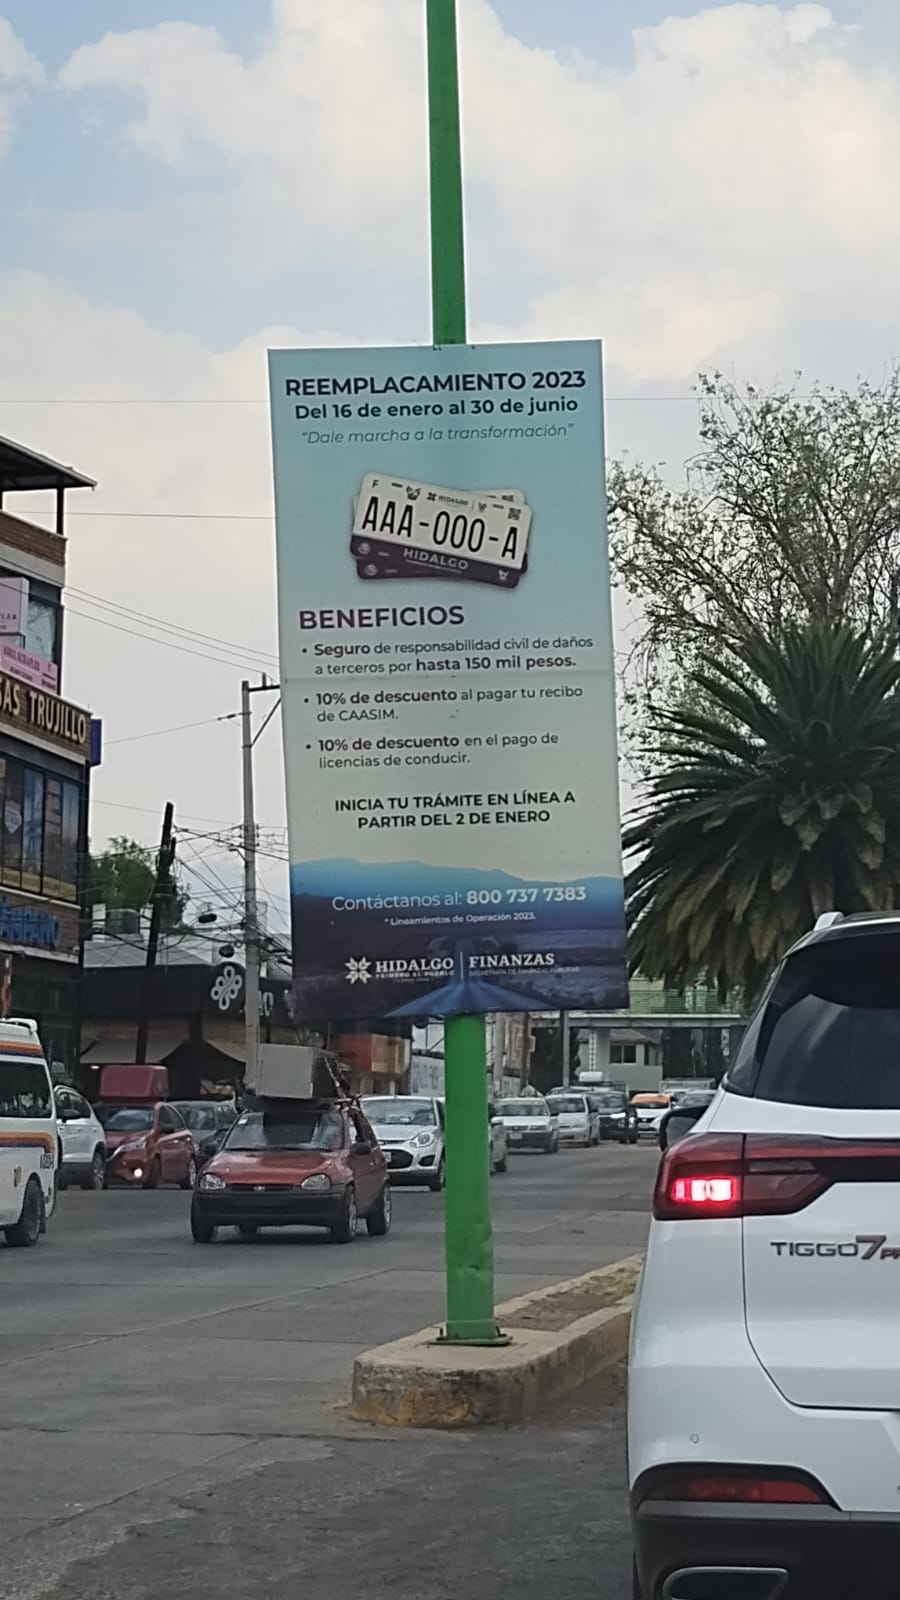 REEMPLACAMIENTO 2023
Del 16 de enero al 30 de junio
"Dale marcha a la transformación"
F
HIDALGO
AAA-000-A
HIDALGO
BENEFICIOS
• Seguro de responsabilidad civil de daños
a terceros por hasta 150 mil pesos.
• 10% de descuento al pagar tu recibo
de CAASIM.
• 10% de descuento en el pago de
licencias de conducir.
INICIA TU TRÁMITE EN LÍNEA A
PARTIR DEL 2 DE ENERO
Contáctanos al: 800 737 7383
* Lineamientos de Operación 2023.
HIDALGO
PRIMERO EL PUEBLO
FINANZAS
SECRETARÍA DE FINANZAS PÚBLICAS
TRUJILLO
TIGGO 7